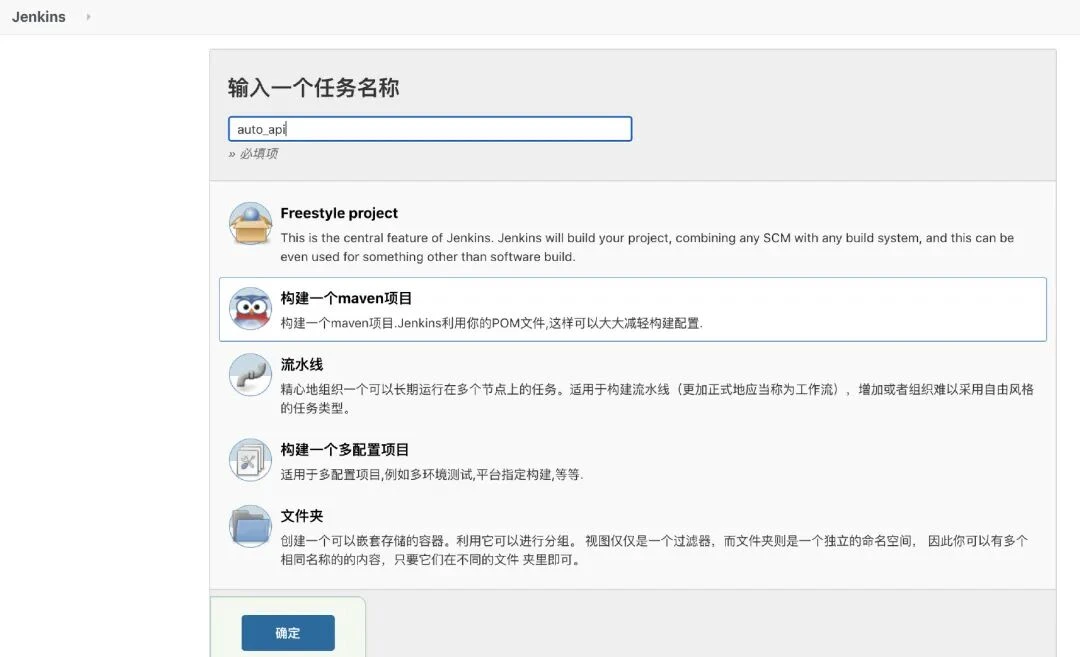 Jenkins
输入一个任务名称
auto_api
» 必填项
Freestyle project
This is the central feature of Jenkins. Jenkins will build your project, combining any SCM with any build system, and this can be
even used for something other than software build.
构建一个maven项目
构建一个maven项目.Jenkins利用你的POM文件,这样可以大大减轻构建配置.
流水线
精心地组织一个可以长期运行在多个节点上的任务。适用于构建流水线（更加正式地应当称为工作流），增加或者组织难以采用自由风格
的任务类型。
构建一个多配置项目
适用于多配置项目,例如多环境测试,平台指定构建,等等.
文件夹
创建一个可以嵌套存储的容器。利用它可以进行分组。 视图仅仅是一个过滤器，而文件夹则是一个独立的命名空间， 因此你可以有多个
相同名称的的内容，只要它们在不同的文件 夹里即可。
确定